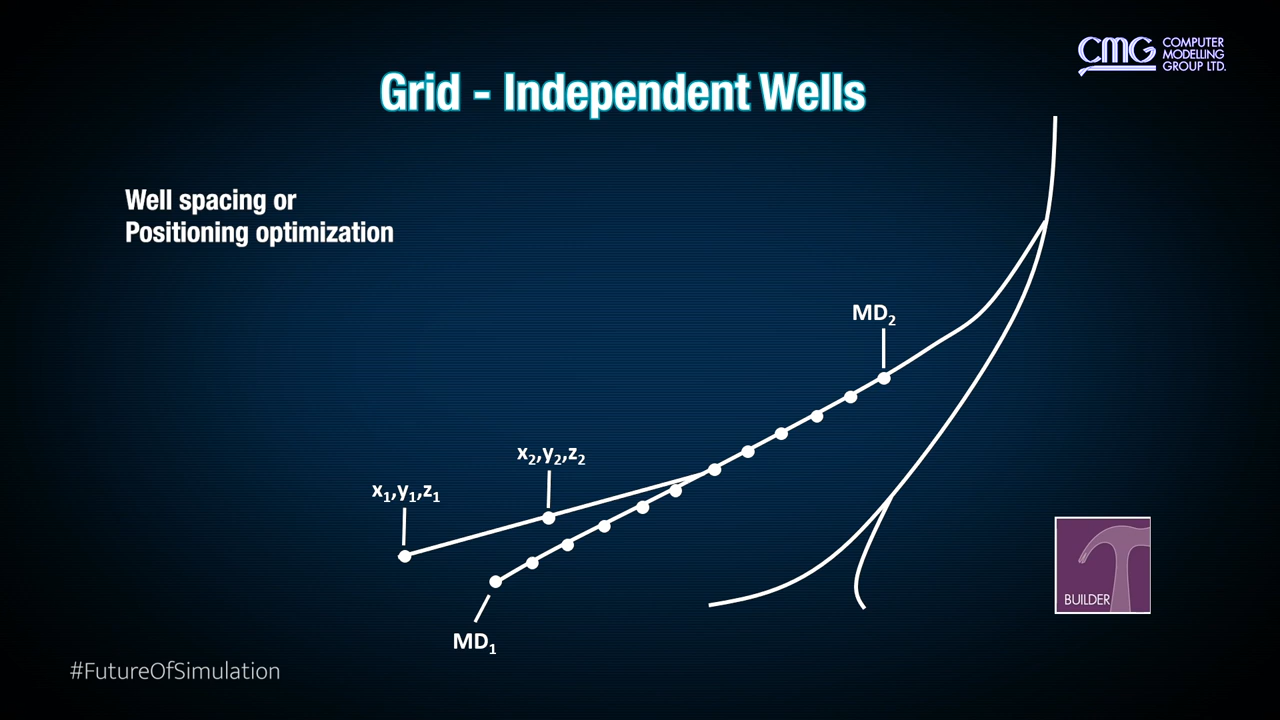 CMG COMPUTER
MODELLING
GROUP LTD.
Grid - Independent Wells
Well spacing or
Positioning optimization
MD₂
x₂,y₂,z₂
x₁,y₁,z₁
MD₁
BUILDER
#FutureOfSimulation